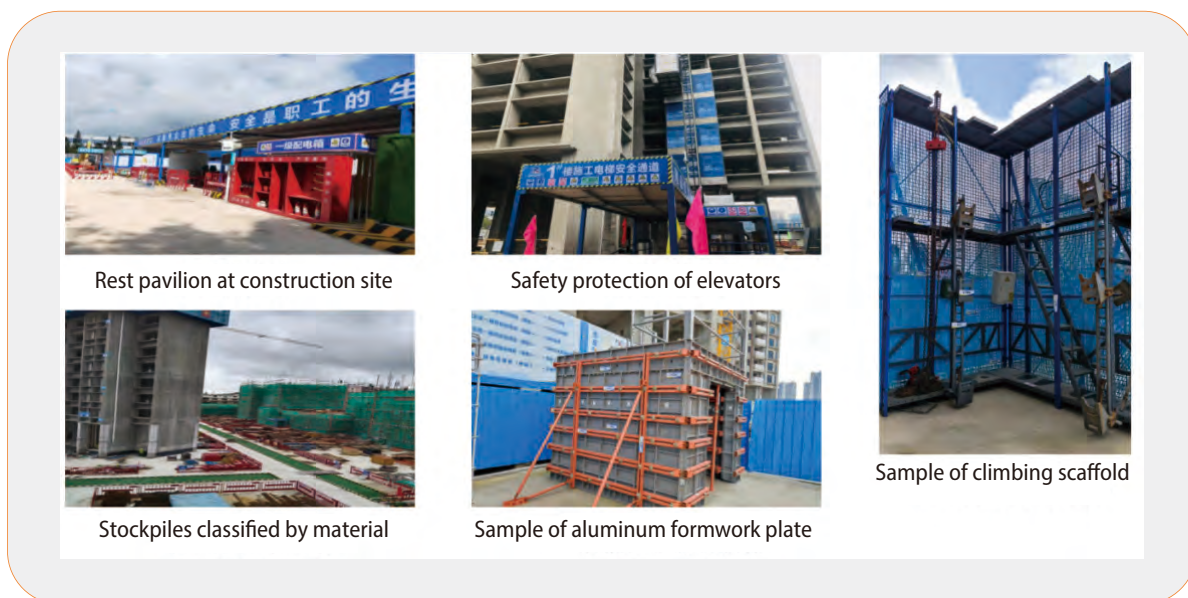 安全是职工的生
一级配电箱
Rest pavilion at construction site
1# 楼施工电梯安全通道
Safety protection of elevators
Stockpiles classified by material
Sample of aluminum formwork plate
Sample of climbing scaffold